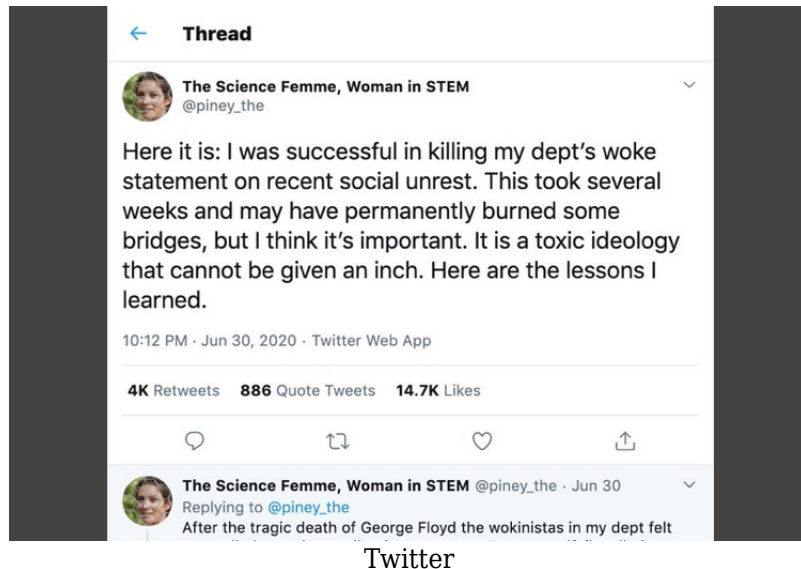 Thread
The Science Femme, Woman in STEM
@piney_the
Here it is: I was successful in killing my dept's woke
statement on recent social unrest. This took several
weeks and may have permanently burned some
bridges, but I think it's important. It is a toxic ideology
that cannot be given an inch. Here are the lessons I
learned.
10:12 PM · Jun 30, 2020 · Twitter Web App
4K Retweets 886 Quote Tweets 14.7K Likes
The Science Femme, Woman in STEM @piney_the · Jun 30
Replying to @piney_the
After the tragic death of George Floyd the wokinistas in my dept felt
Twitter